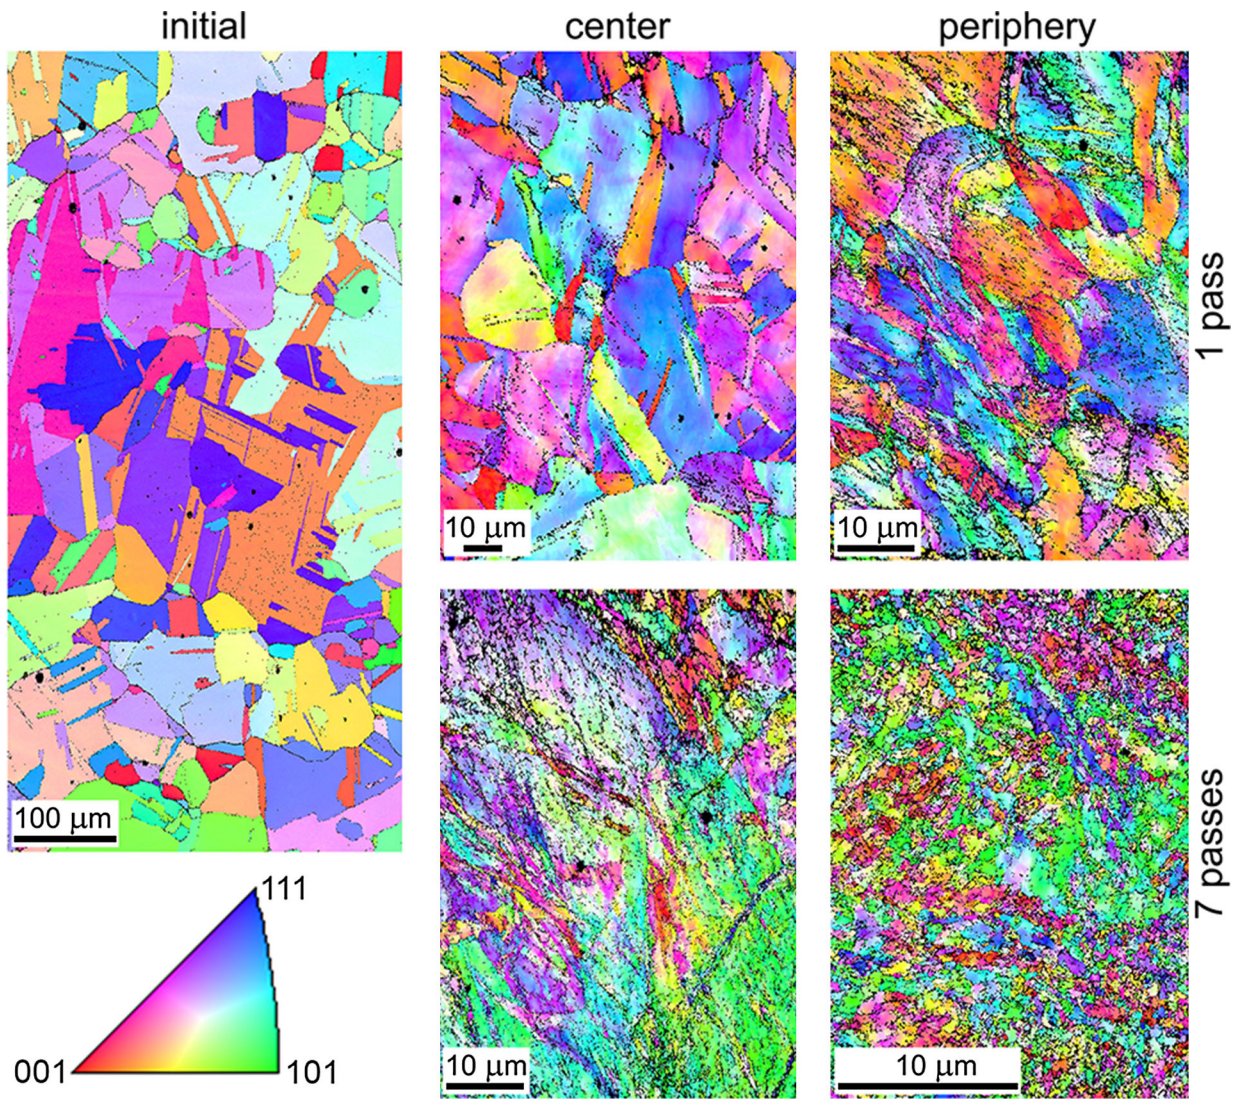 initial
center
periphery
1 pass
10 μm
10 μm
7 passes
100 μm
111
001
101
10 μm
10 μm